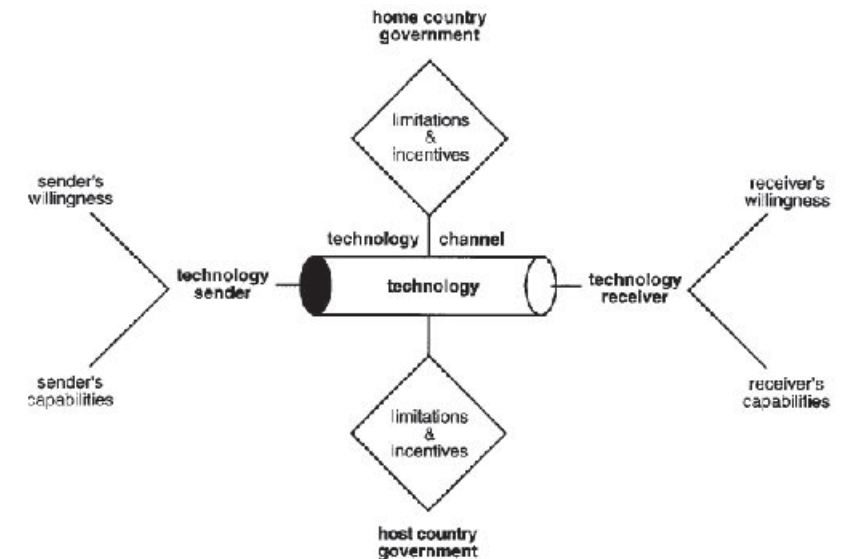 home country
government
limitations
&
incentives
sender's
willingness
receiver's
willingness
technology channel
technology
sender
technology
technology
receiver
sender's
capabilities
receiver's
capabilities
limitations
&
incentives
host country
government